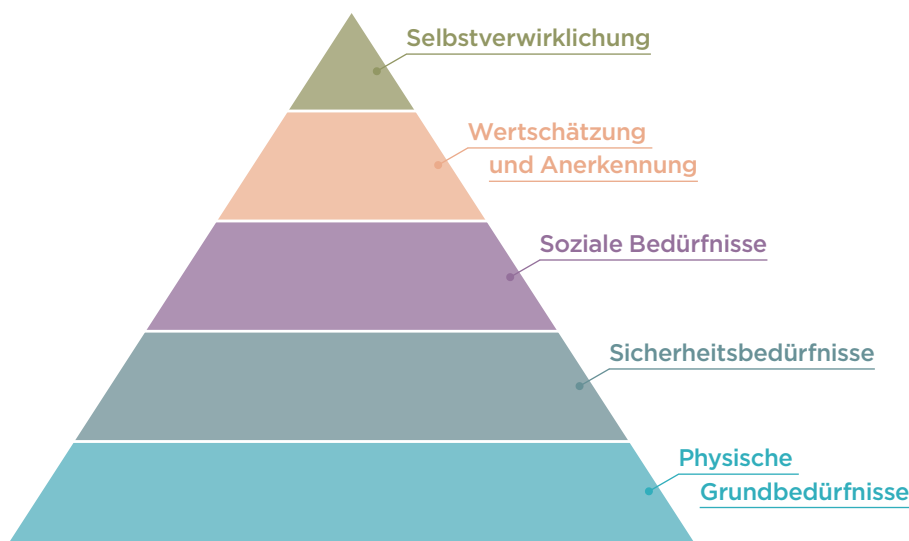 Selbstverwirklichung
Wertschätzung
und Anerkennung
Soziale Bedürfnisse
Sicherheitsbedürfnisse
Physische
Grundbedürfnisse